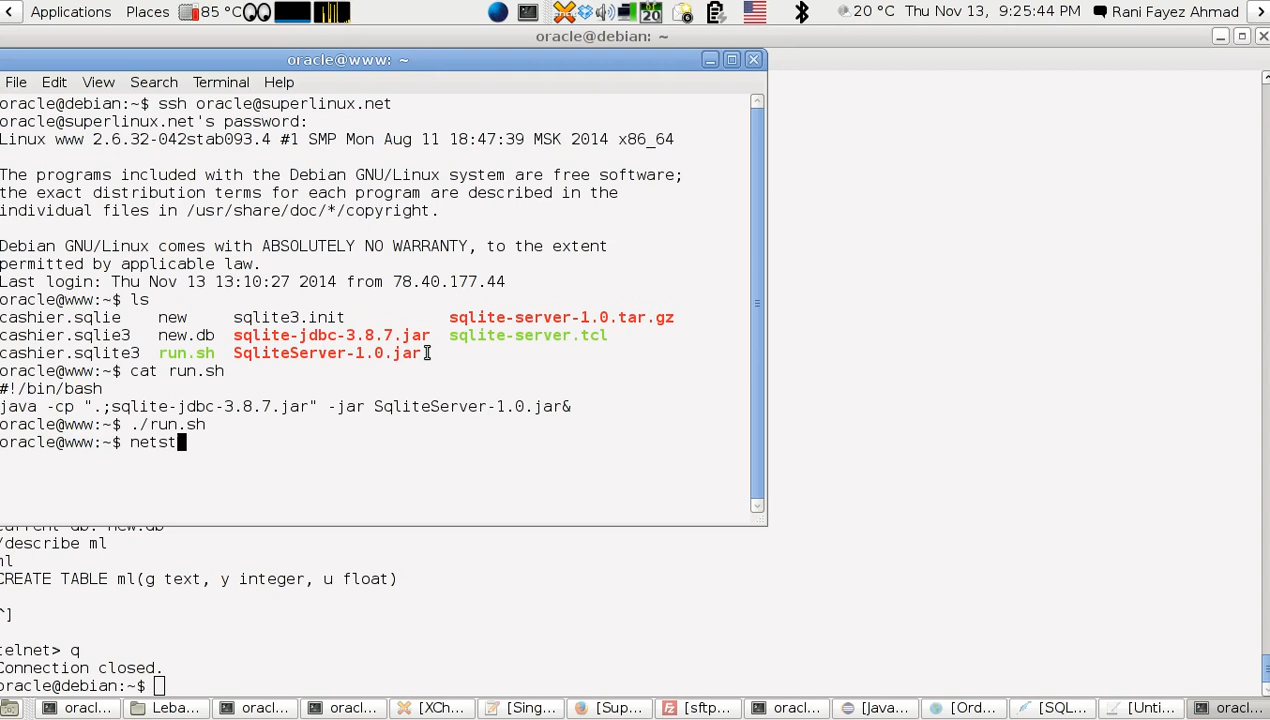 Applications Places 85 °C 20 20 °C Thu Nov 13, 9:25:44 PM Rani Fayez Ahmad
oracle@debian: ~
oracle@www: ~
File Edit View Search Terminal Help
oracle@debian:~$ ssh oracle@superlinux.net
oracle@superlinux.net's password:
Linux www 2.6.32-042stab093.4 #1 SMP Mon Aug 11 18:47:39 MSK 2014 x86_64
The programs included with the Debian GNU/Linux system are free software;
the exact distribution terms for each program are described in the
individual files in /usr/share/doc/*/copyright.
Debian GNU/Linux comes with ABSOLUTELY NO WARRANTY, to the extent
permitted by applicable law.
Last login: Thu Nov 13 13:10:27 2014 from 78.40.177.44
oracle@www:~$ ls
cashier.sqlie new sqlite3.init sqlite-server-1.0.tar.gz
cashier.sqlie3 new.db sqlite-jdbc-3.8.7.jar sqlite-server.tcl
cashier.sqlite3 run.sh SqliteServer-1.0.jar
oracle@www:~$ cat run.sh
#!/bin/bash
java -cp ".;sqlite-jdbc-3.8.7.jar" -jar SqliteServer-1.0.jar&
oracle@www:~$ ./run.sh
oracle@www:~$ netst
current db: new.db
/describe ml
ml
CREATE TABLE ml(g text, y integer, u float)
^]
telnet> q
Connection closed.
oracle@debian:~$
oracl... Leba... oracl... oracl... [XCh... [Sing... [Sup... [sftp... oracl... [Java... [Ord... [SQL... [Unti... oracl...